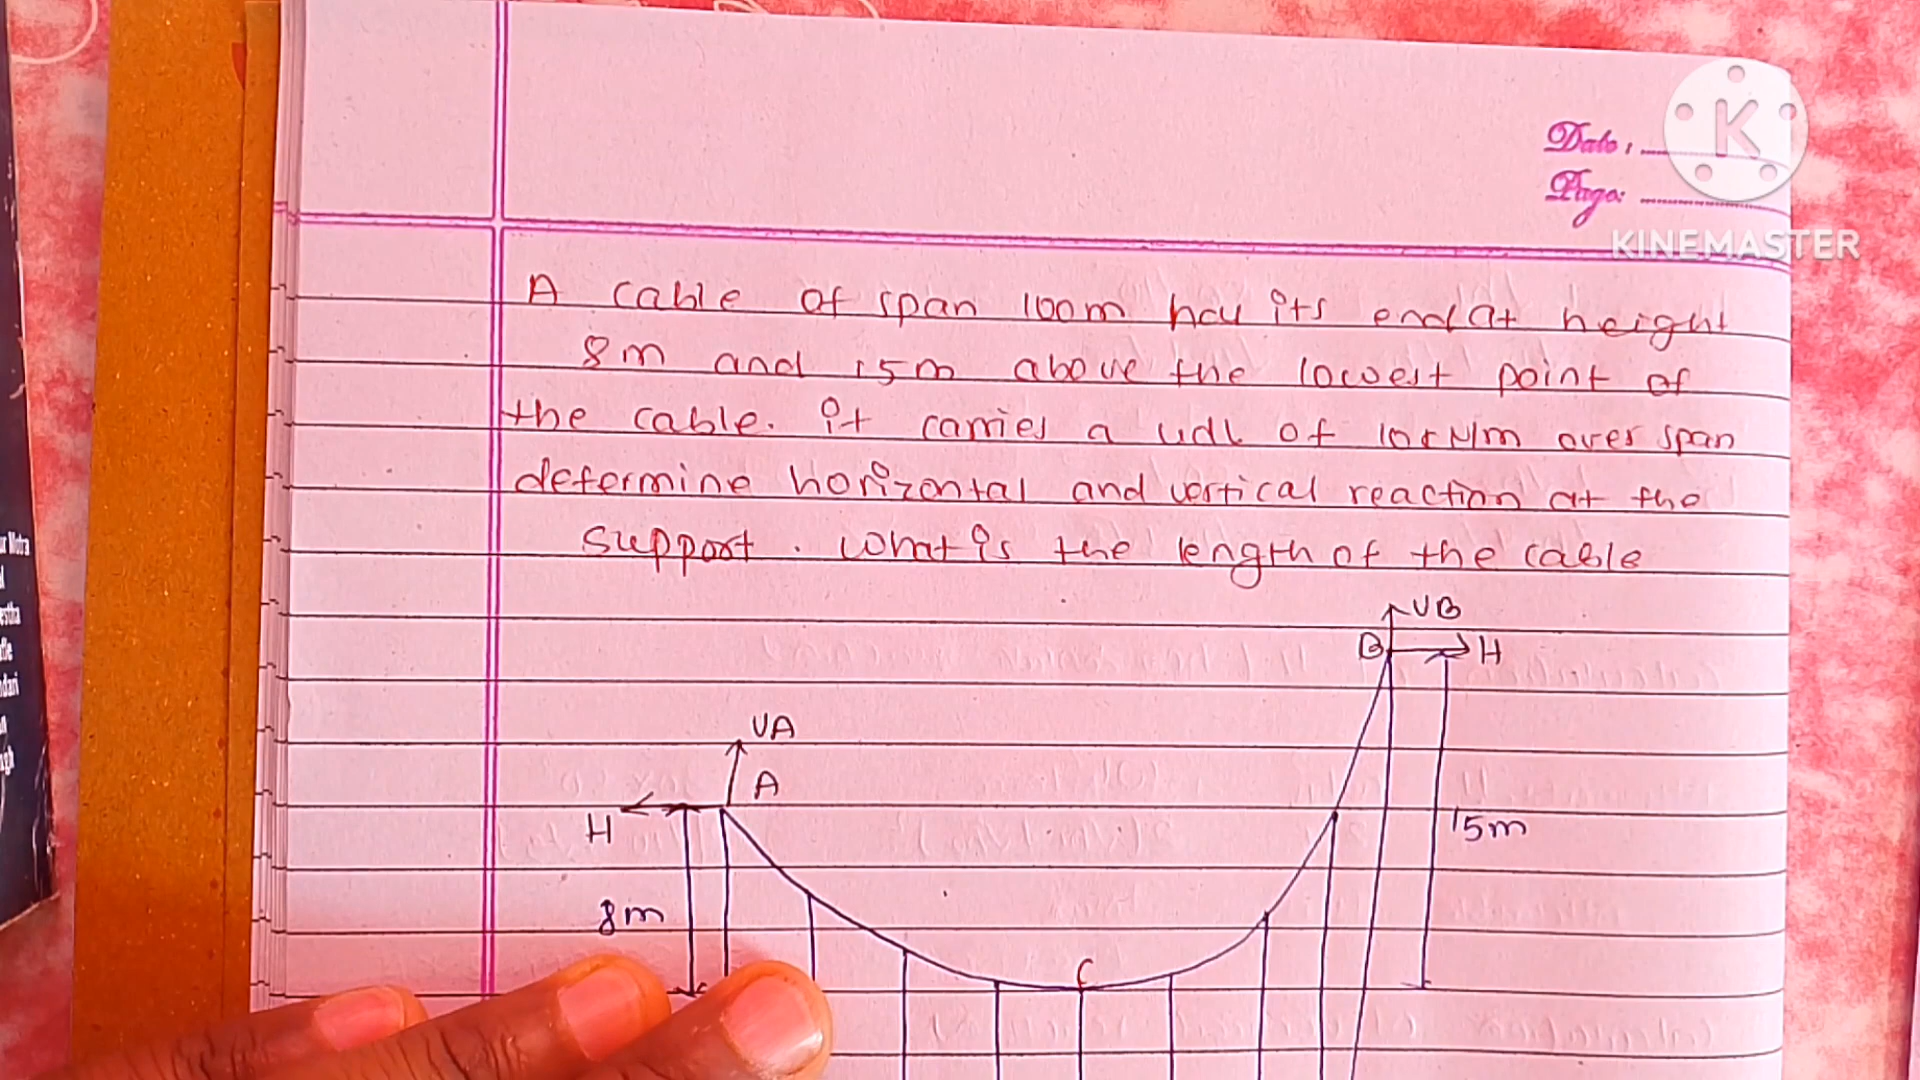 Date:
Page:
KINEMASTER
A cable of span 100m has its end at height
8m and 15m above the lowest point of
the cable. it carries a udl of 10kN/m over span
determine horizontal and vertical reaction at the
support. what is the length of the cable
VB
B H
VA
A
H
15m
8m
C